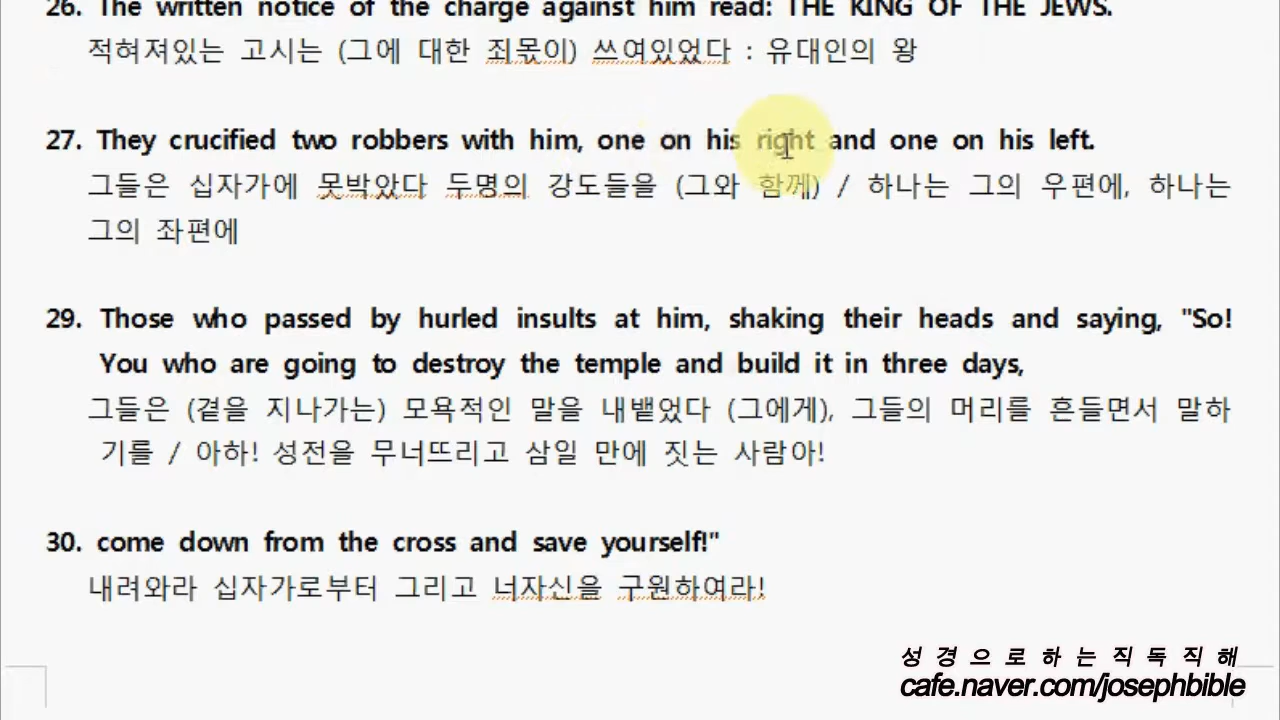 26. The written notice of the charge against him read: THE KING OF THE JEWS.
적혀져있는 고시는 (그에 대한 죄몫이) 쓰여있었다 : 유대인의 왕
27. They crucified two robbers with him, one on his right and one on his left.
그들은 십자가에 못박았다 두명의 강도들을 (그와 함께) / 하나는 그의 우편에, 하나는
그의 좌편에
29. Those who passed by hurled insults at him, shaking their heads and saying, "So!
You who are going to destroy the temple and build it in three days,
그들은 (곁을 지나가는) 모욕적인 말을 내뱉었다 (그에게), 그들의 머리를 흔들면서 말하
기를 / 아하! 성전을 무너뜨리고 삼일 만에 짓는 사람아!
30. come down from the cross and save yourself!"
내려와라 십자가로부터 그리고 너자신을 구원하여라!
성경으로하는직독직해
cafe.naver.com/josephbible